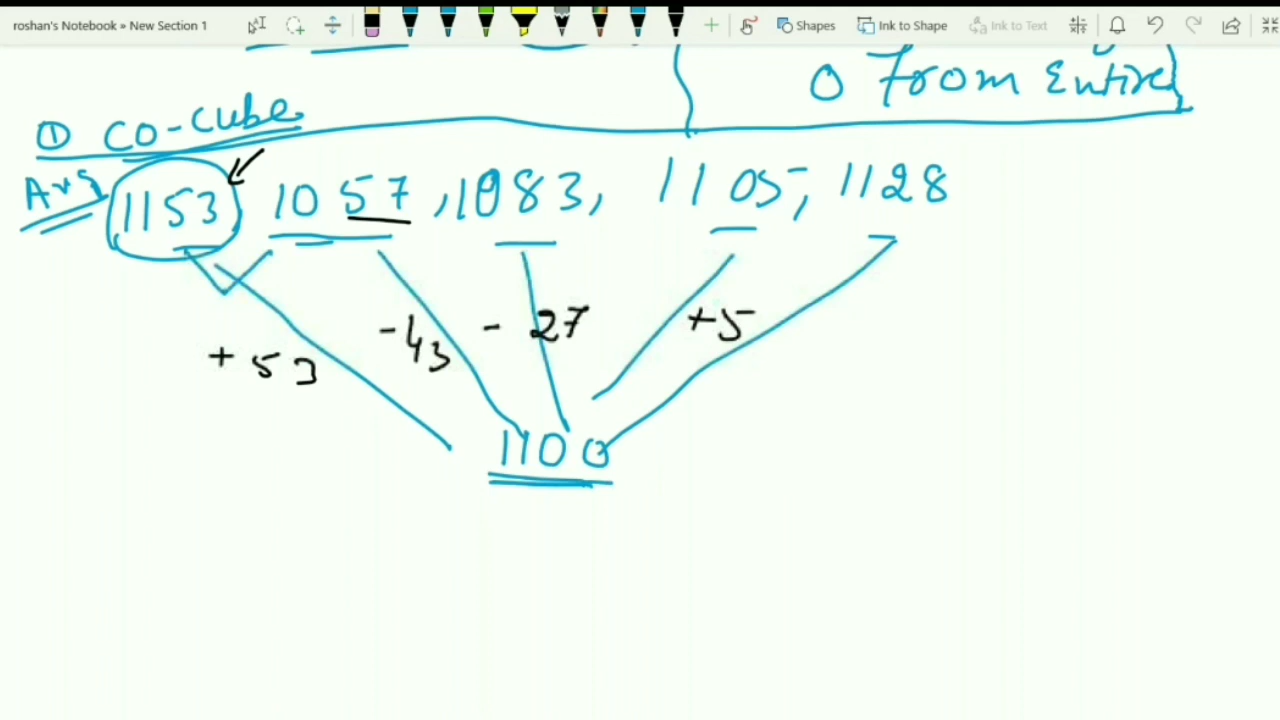 roshan's Notebook » New Section 1 Shapes Ink to Shape Ink to Text
0 From Entire
① Co-Cube
Avg 1153 1057, 1083, 1105, 1128
+53 -43 -27 +5
1100